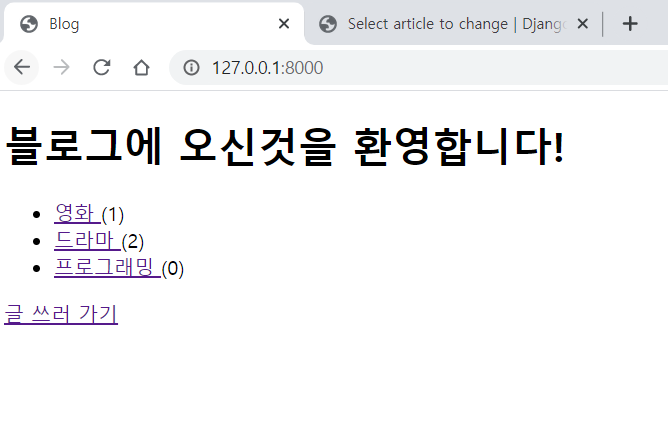 Blog
Select article to change | Django
127.0.0.1:8000
블로그에 오신것을 환영합니다!
영화 (1)
드라마 (2)
프로그래밍 (0)
글 쓰러 가기